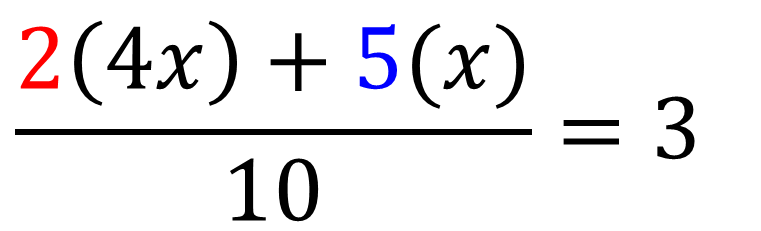 2(4x) + 5(x)
10
= 3